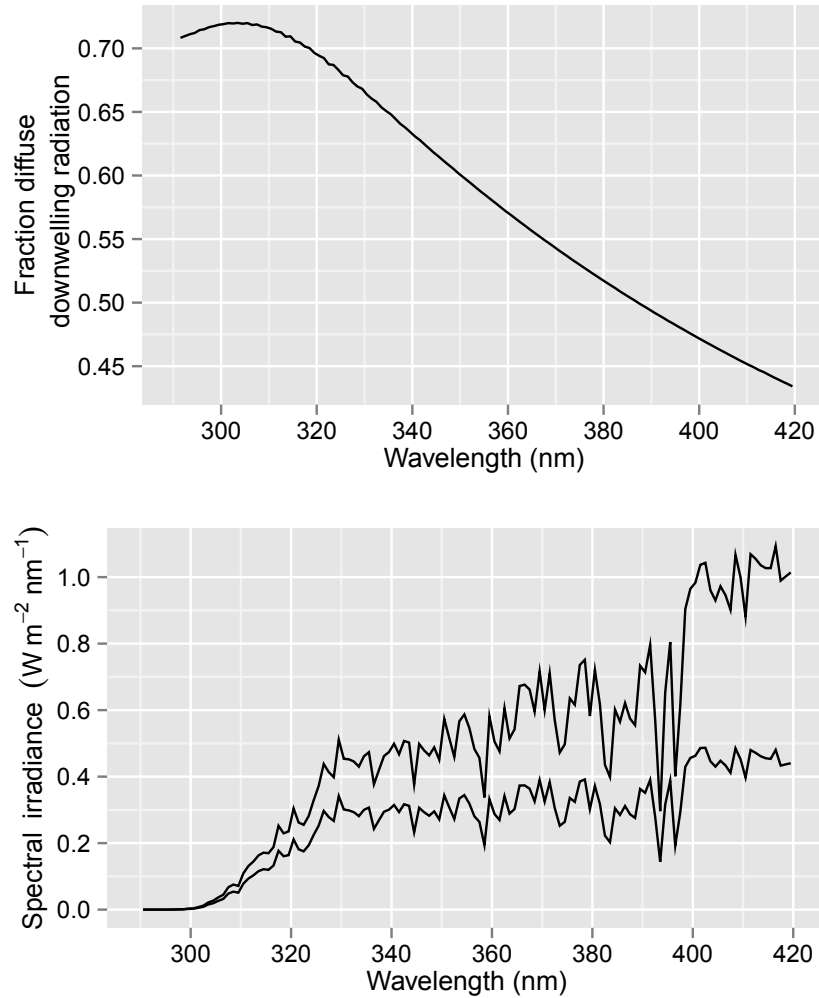 Fraction diffuse
downwelling radiation
0.70
0.65
0.60
0.55
0.50
0.45
300 320 340 360 380 400 420
Wavelength (nm)
Spectral irradiance (W m⁻² nm⁻¹)
1.0
0.8
0.6
0.4
0.2
0.0
300 320 340 360 380 400 420
Wavelength (nm)